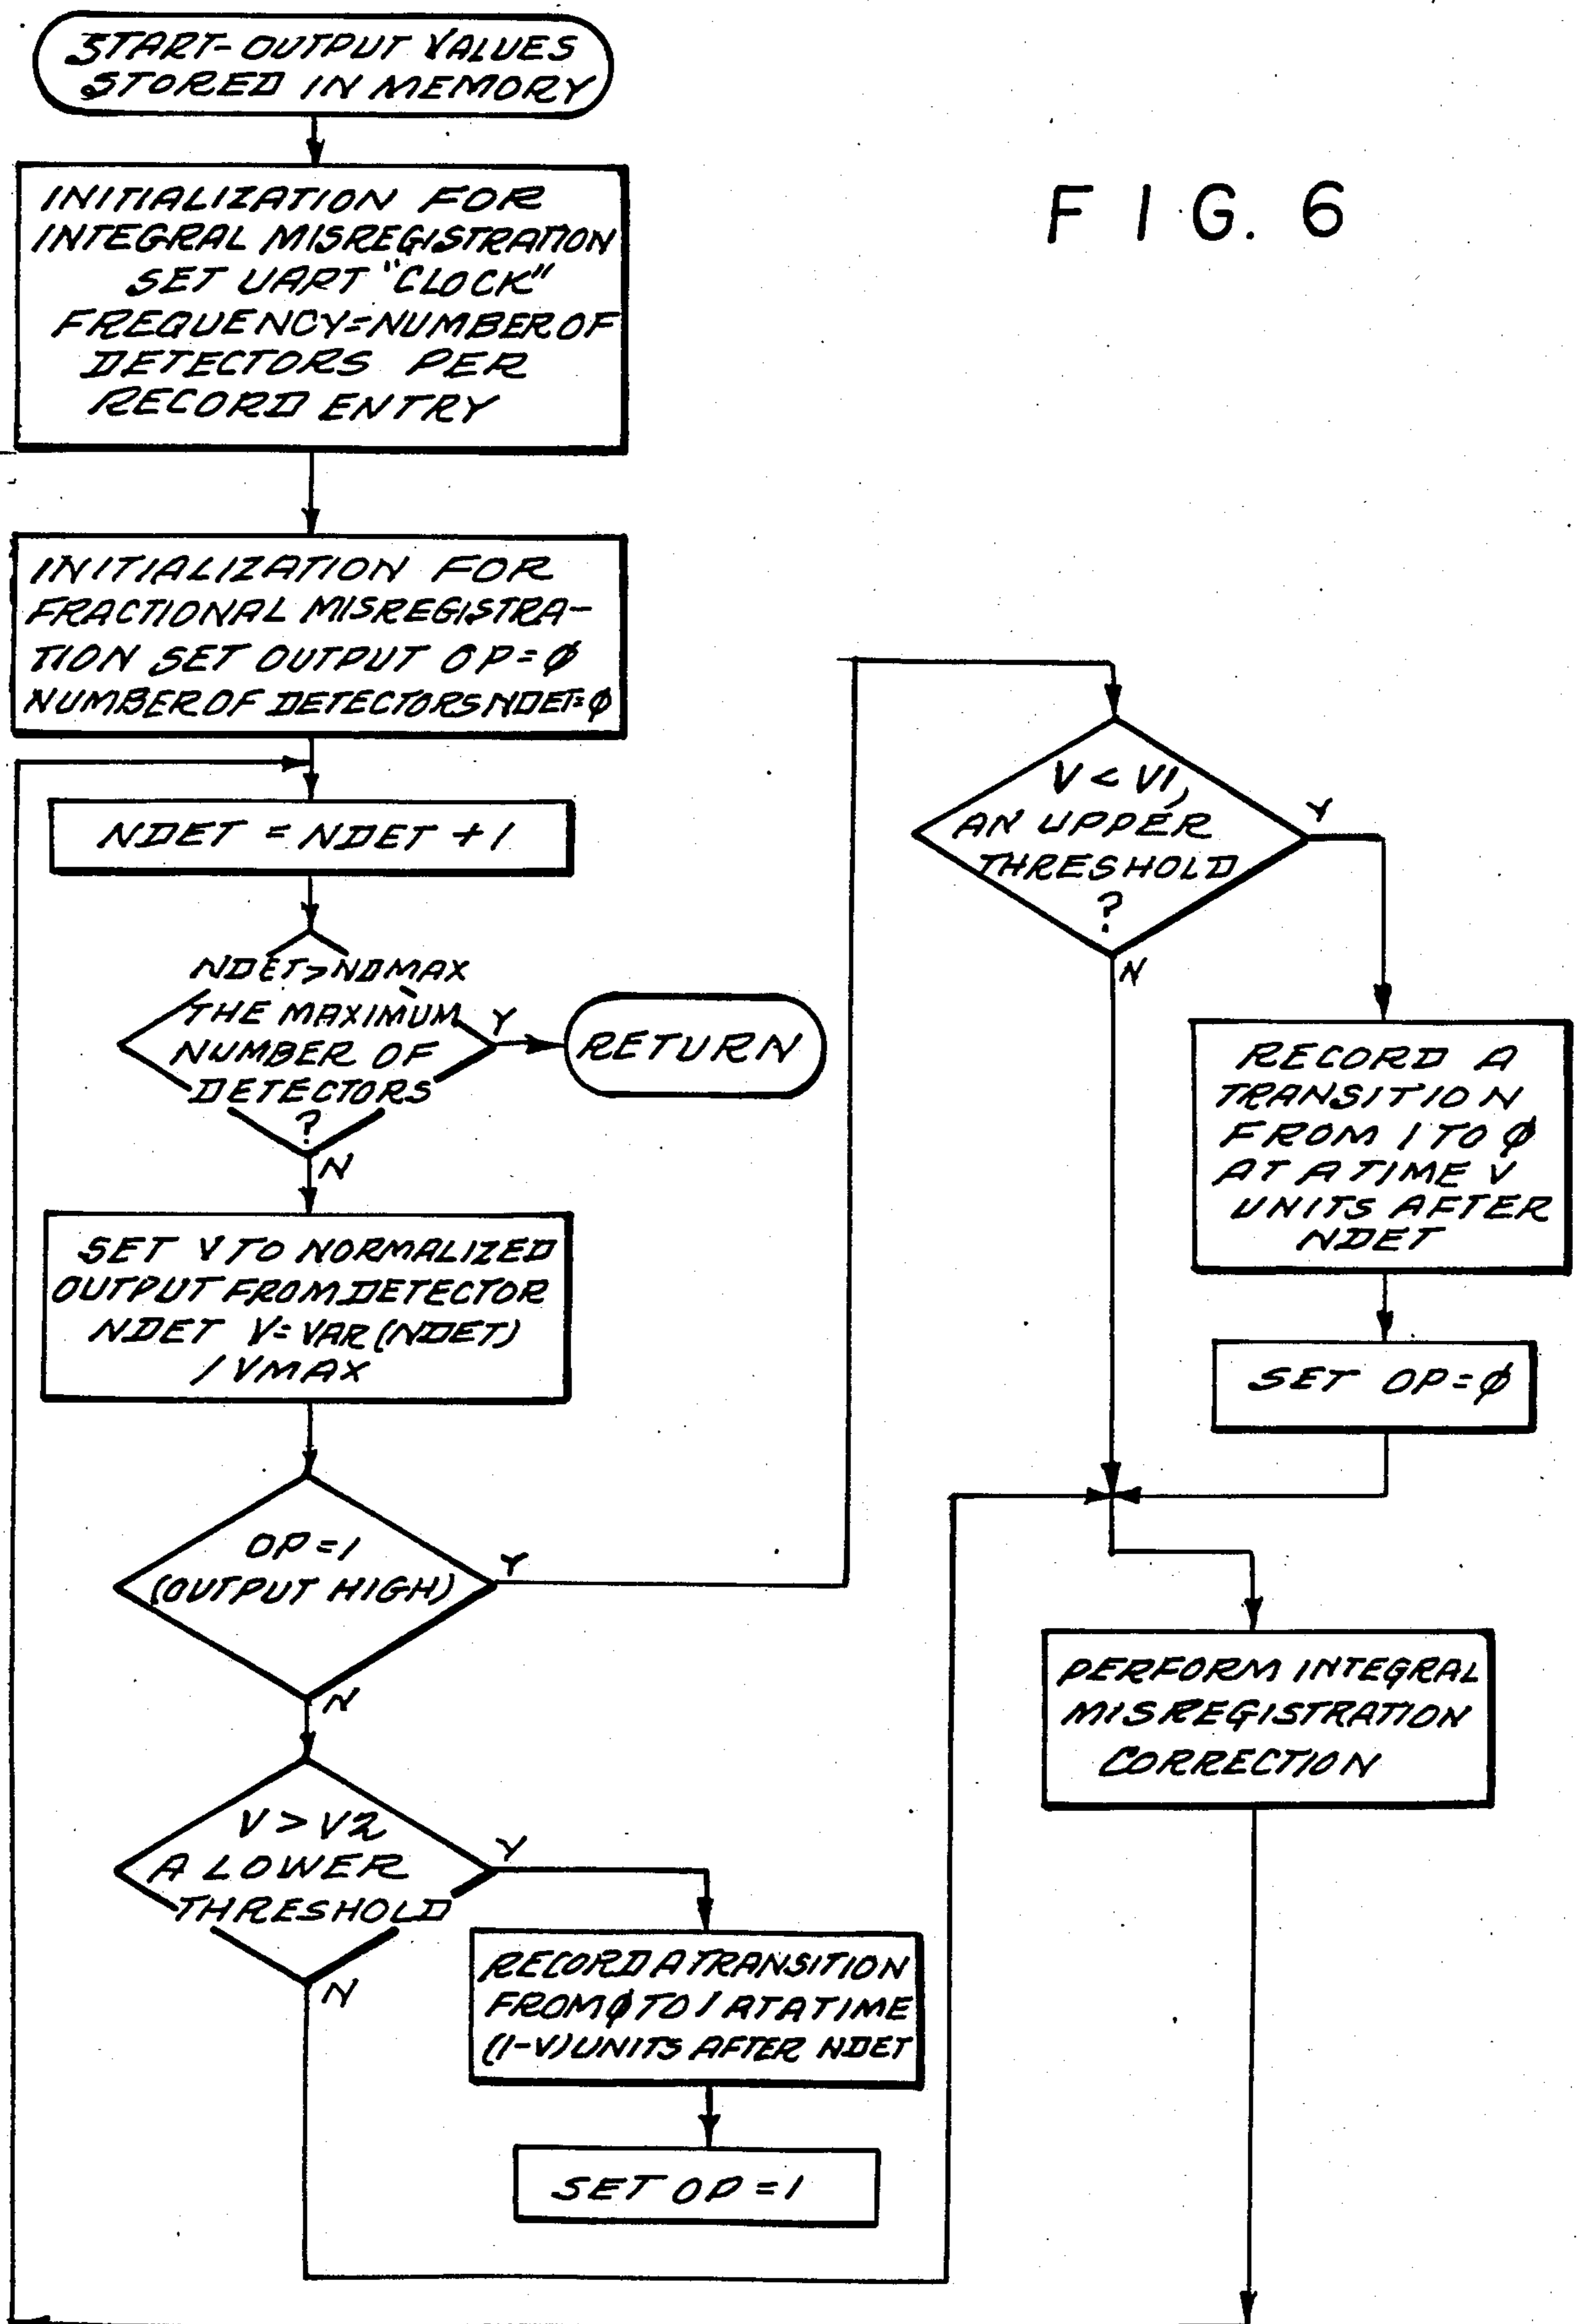 START-OUTPUT VALUES
STORED IN MEMORY
INITIALIZATION FOR
INTEGRAL MISREGISTRATION
SET UART "CLOCK"
FREQUENCY=NUMBER OF
DETECTORS PER
RECORD ENTRY
FIG. 6
INITIALIZATION FOR
FRACTIONAL MISREGISTRA-
TION SET OUTPUT OP=Ø
NUMBER OF DETECTORS NDET=Ø
NDET = NDET +1
NDET>NDMAX
THE MAXIMUM
NUMBER OF
DETECTORS
?
Y
RETURN
N
SET V TO NORMALIZED
OUTPUT FROM DETECTOR
NDET V=VAR(NDET)
/VMAX
OP=1
(OUTPUT HIGH)
Y
N
V > V2
A LOWER
THRESHOLD
Y
N
RECORD A TRANSITION
FROM Ø TO 1 AT A TIME
(1-V) UNITS AFTER NDET
SET OP=1
V < V1,
AN UPPER
THRESHOLD
?
Y
N
RECORD A
TRANSITION
FROM 1 TO Ø
AT A TIME V
UNITS AFTER
NDET
SET OP=Ø
PERFORM INTEGRAL
MISREGISTRATION
CORRECTION